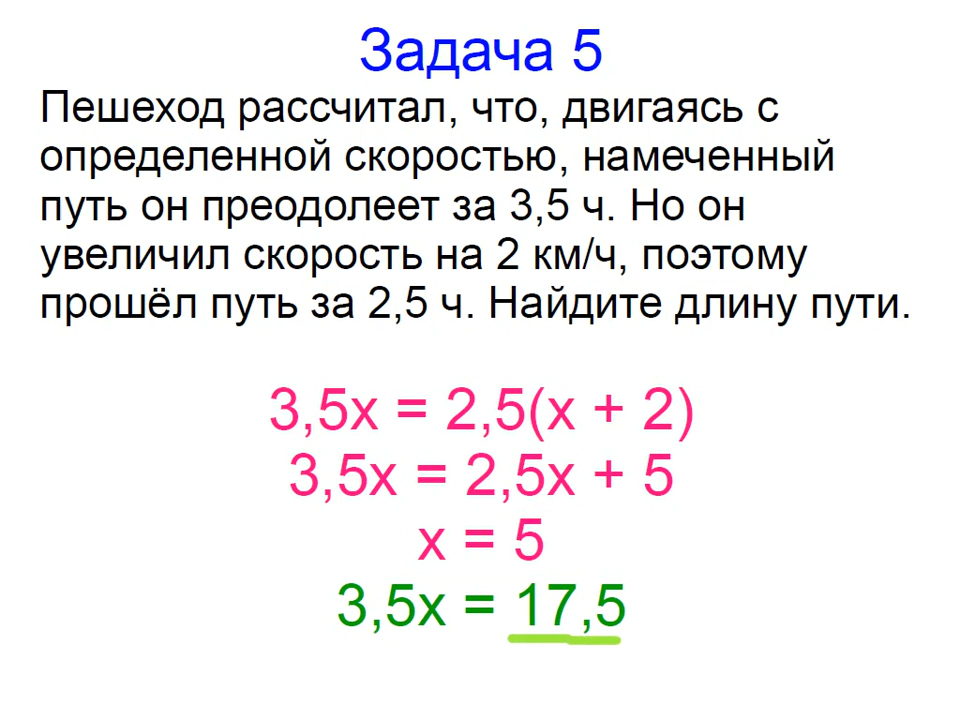 Задача 5
Пешеход рассчитал, что, двигаясь с
определенной скоростью, намеченный
путь он преодолеет за 3,5 ч. Но он
увеличил скорость на 2 км/ч, поэтому
прошёл путь за 2,5 ч. Найдите длину пути.
3,5x = 2,5(x + 2)
3,5x = 2,5x + 5
x = 5
3,5x = 17,5